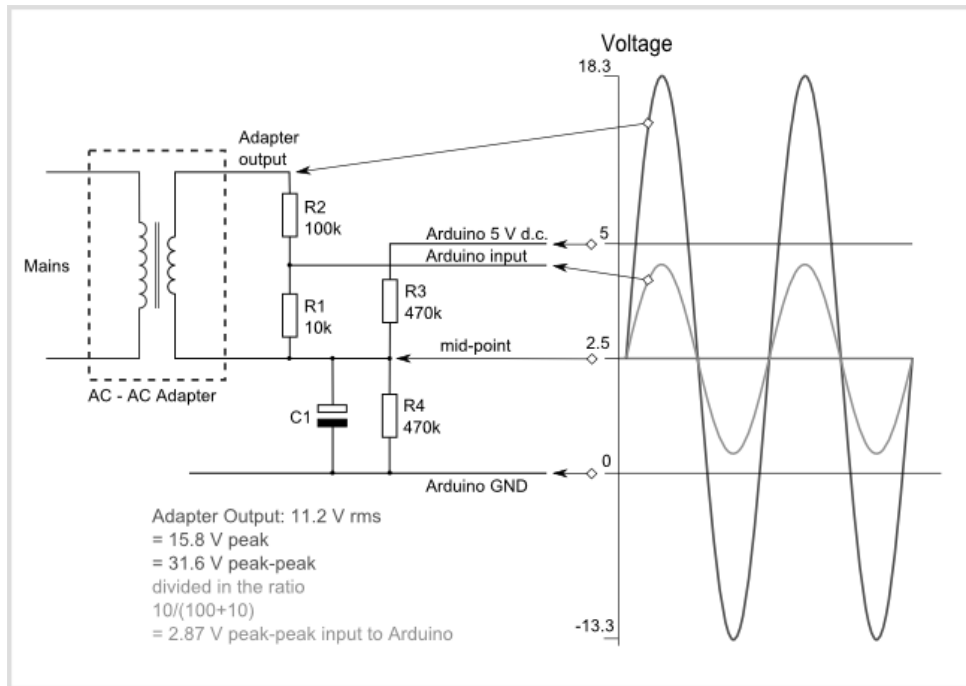 Voltage
18.3
Adapter
output
R2
100k
Arduino 5 V d.c.
5
Arduino input
Mains
R1
10k
R3
470k
mid-point
2.5
AC - AC Adapter
C1
R4
470k
0
Arduino GND
Adapter Output: 11.2 V rms
= 15.8 V peak
= 31.6 V peak-peak
divided in the ratio
10/(100+10)
= 2.87 V peak-peak input to Arduino
-13.3